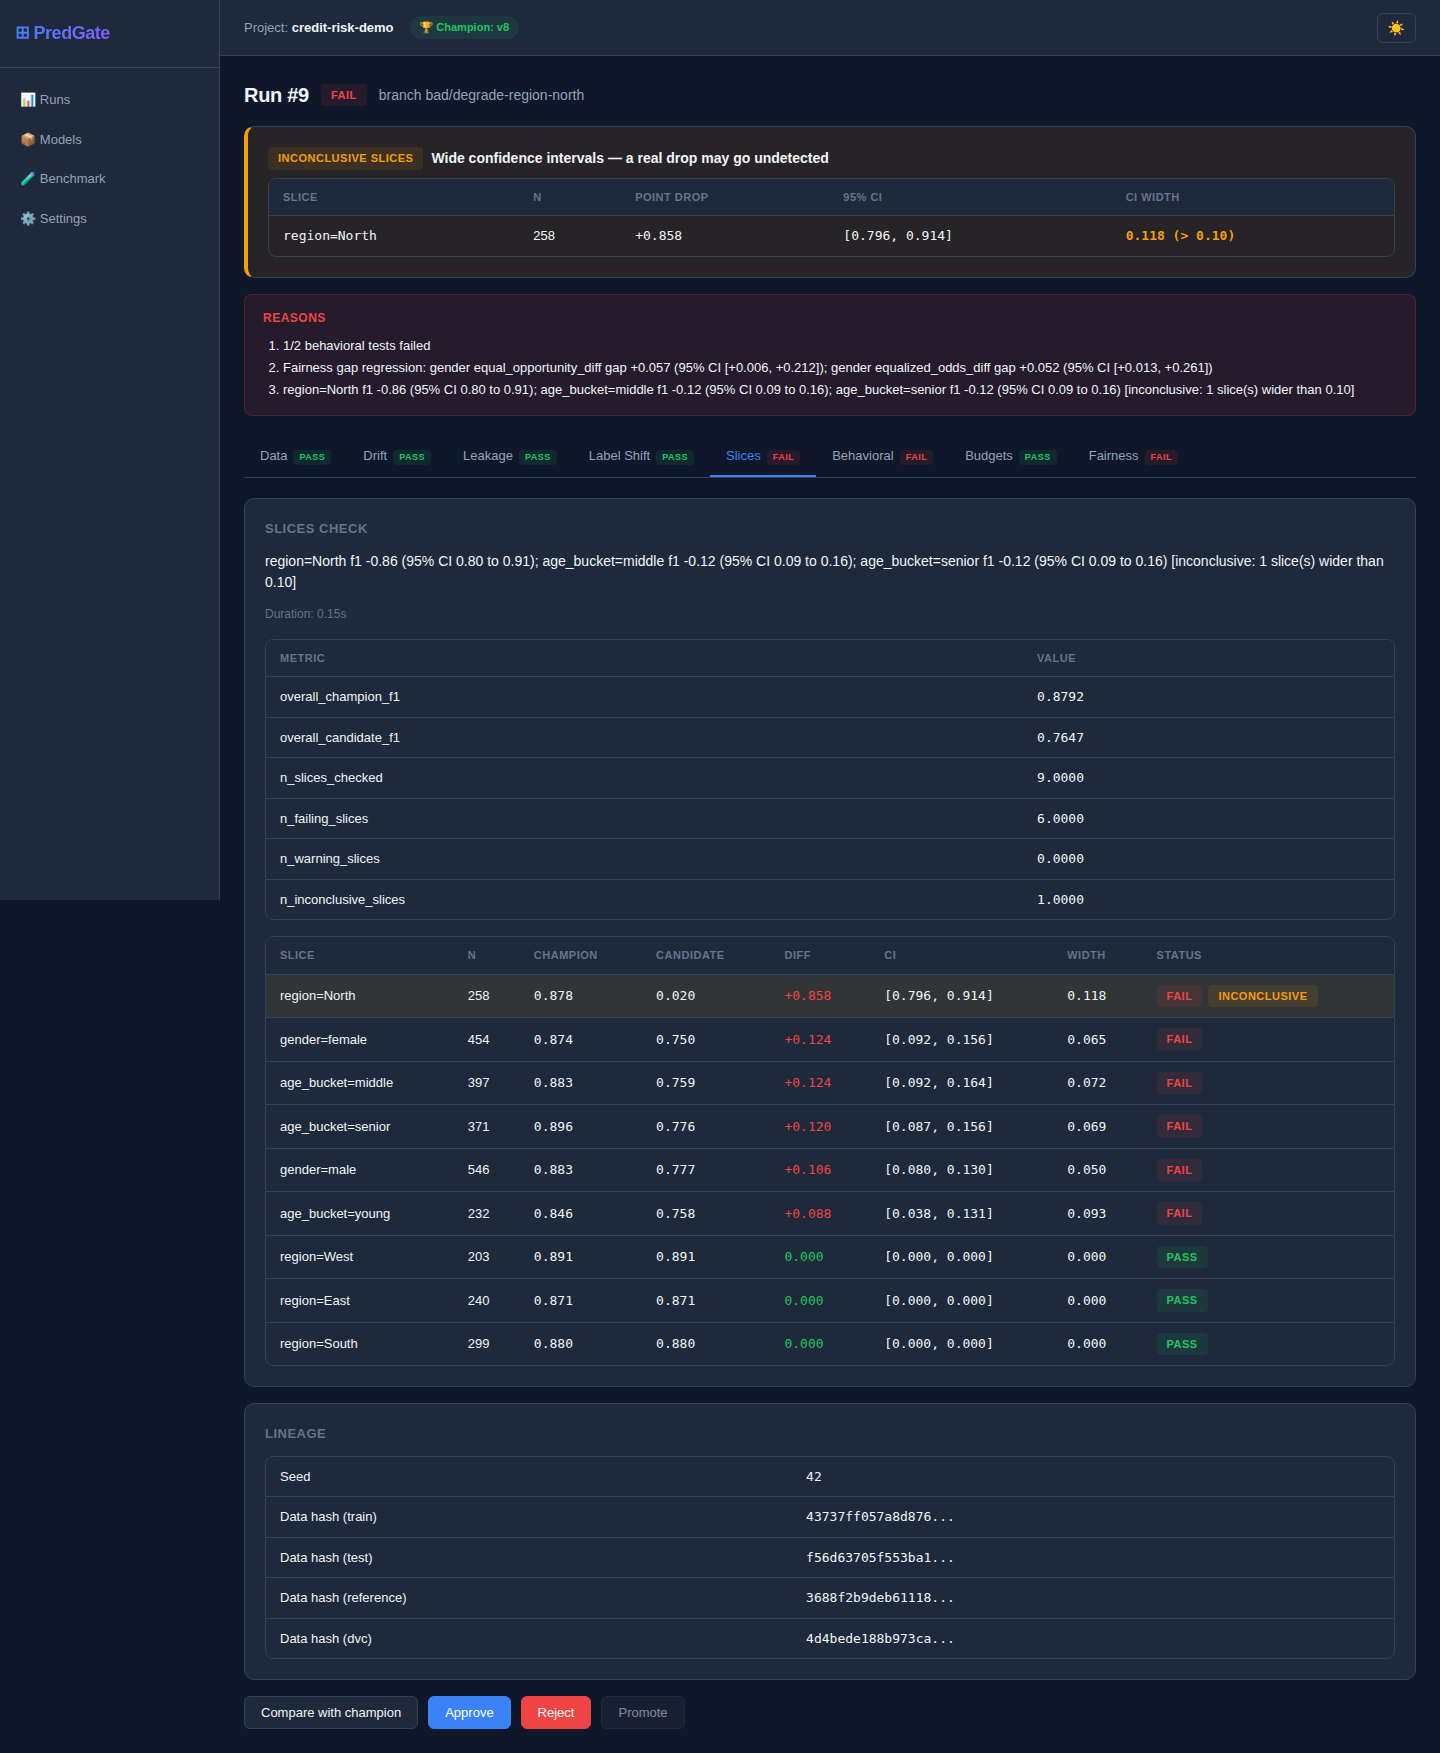 ⊞ PredGate
Project: credit-risk-demo 🏆 Champion: v8 ☀️
📊 Runs
📦 Models
🧪 Benchmark
⚙️ Settings
Run #9 FAIL branch bad/degrade-region-north
INCONCLUSIVE SLICES Wide confidence intervals — a real drop may go undetected
SLICE N POINT DROP 95% CI CI WIDTH
region=North 258 +0.858 [0.796, 0.914] 0.118 (> 0.10)
REASONS
1. 1/2 behavioral tests failed
2. Fairness gap regression: gender equal_opportunity_diff gap +0.057 (95% CI [+0.006, +0.212]); gender equalized_odds_diff gap +0.052 (95% CI [+0.013, +0.261])
3. region=North f1 -0.86 (95% CI 0.80 to 0.91); age_bucket=middle f1 -0.12 (95% CI 0.09 to 0.16); age_bucket=senior f1 -0.12 (95% CI 0.09 to 0.16) [inconclusive: 1 slice(s) wider than 0.10]
Data PASS Drift PASS Leakage PASS Label Shift PASS Slices FAIL Behavioral FAIL Budgets PASS Fairness FAIL
SLICES CHECK
region=North f1 -0.86 (95% CI 0.80 to 0.91); age_bucket=middle f1 -0.12 (95% CI 0.09 to 0.16); age_bucket=senior f1 -0.12 (95% CI 0.09 to 0.16) [inconclusive: 1 slice(s) wider than
0.10]
Duration: 0.15s
METRIC VALUE
overall_champion_f1 0.8792
overall_candidate_f1 0.7647
n_slices_checked 9.0000
n_failing_slices 6.0000
n_warning_slices 0.0000
n_inconclusive_slices 1.0000
SLICE N CHAMPION CANDIDATE DIFF CI WIDTH STATUS
region=North 258 0.878 0.020 +0.858 [0.796, 0.914] 0.118 FAIL INCONCLUSIVE
gender=female 454 0.874 0.750 +0.124 [0.092, 0.156] 0.065 FAIL
age_bucket=middle 397 0.883 0.759 +0.124 [0.092, 0.164] 0.072 FAIL
age_bucket=senior 371 0.896 0.776 +0.120 [0.087, 0.156] 0.069 FAIL
gender=male 546 0.883 0.777 +0.106 [0.080, 0.130] 0.050 FAIL
age_bucket=young 232 0.846 0.758 +0.088 [0.038, 0.131] 0.093 FAIL
region=West 203 0.891 0.891 0.000 [0.000, 0.000] 0.000 PASS
region=East 240 0.871 0.871 0.000 [0.000, 0.000] 0.000 PASS
region=South 299 0.880 0.880 0.000 [0.000, 0.000] 0.000 PASS
LINEAGE
Seed 42
Data hash (train) 43737ff057a8d876...
Data hash (test) f56d63705f553ba1...
Data hash (reference) 3688f2b9deb61118...
Data hash (dvc) 4d4bede188b973ca...
Compare with champion Approve Reject Promote